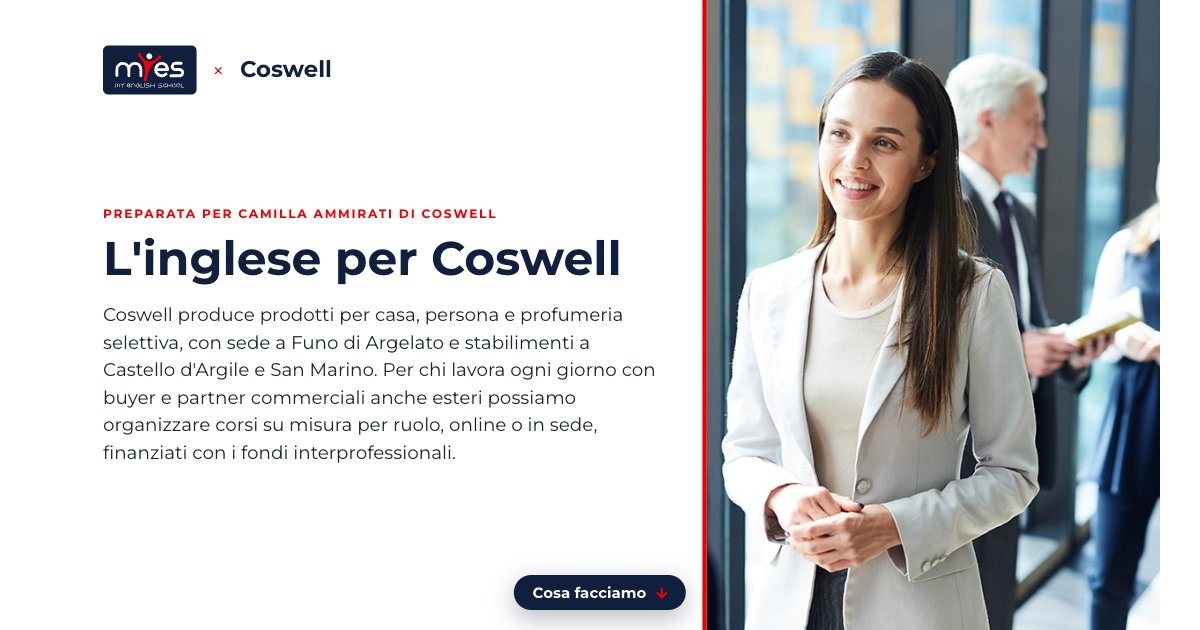 myes
MY ENGLISH SCHOOL
× Coswell
PREPARATA PER CAMILLA AMMIRATI DI COSWELL
L'inglese per Coswell
Coswell produce prodotti per casa, persona e profumeria
selettiva, con sede a Funo di Argelato e stabilimenti a
Castello d'Argile e San Marino. Per chi lavora ogni giorno con
buyer e partner commerciali anche esteri possiamo
organizzare corsi su misura per ruolo, online o in sede,
finanziati con i fondi interprofessionali.
Cosa facciamo ↓